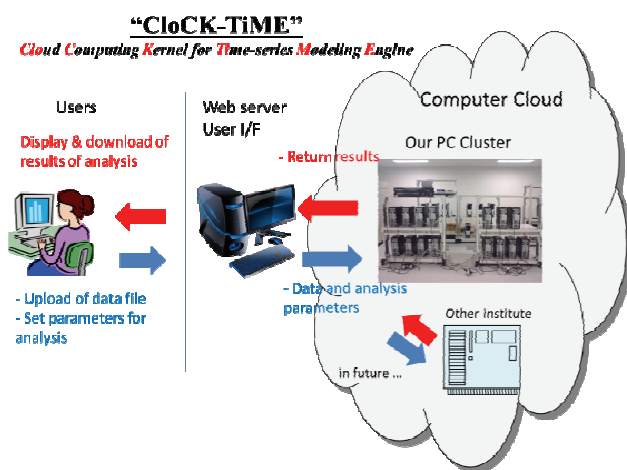 “CloCK-TiME”
Cloud Computing Kernel for Time-series Modeling Engine
Users
Display & download of
results of analysis
- Upload of data file
- Set parameters for
analysis
Web server
User I/F
- Return results
- Data and analysis
parameters
Computer Cloud
Our PC Cluster
Other institute
in future ...